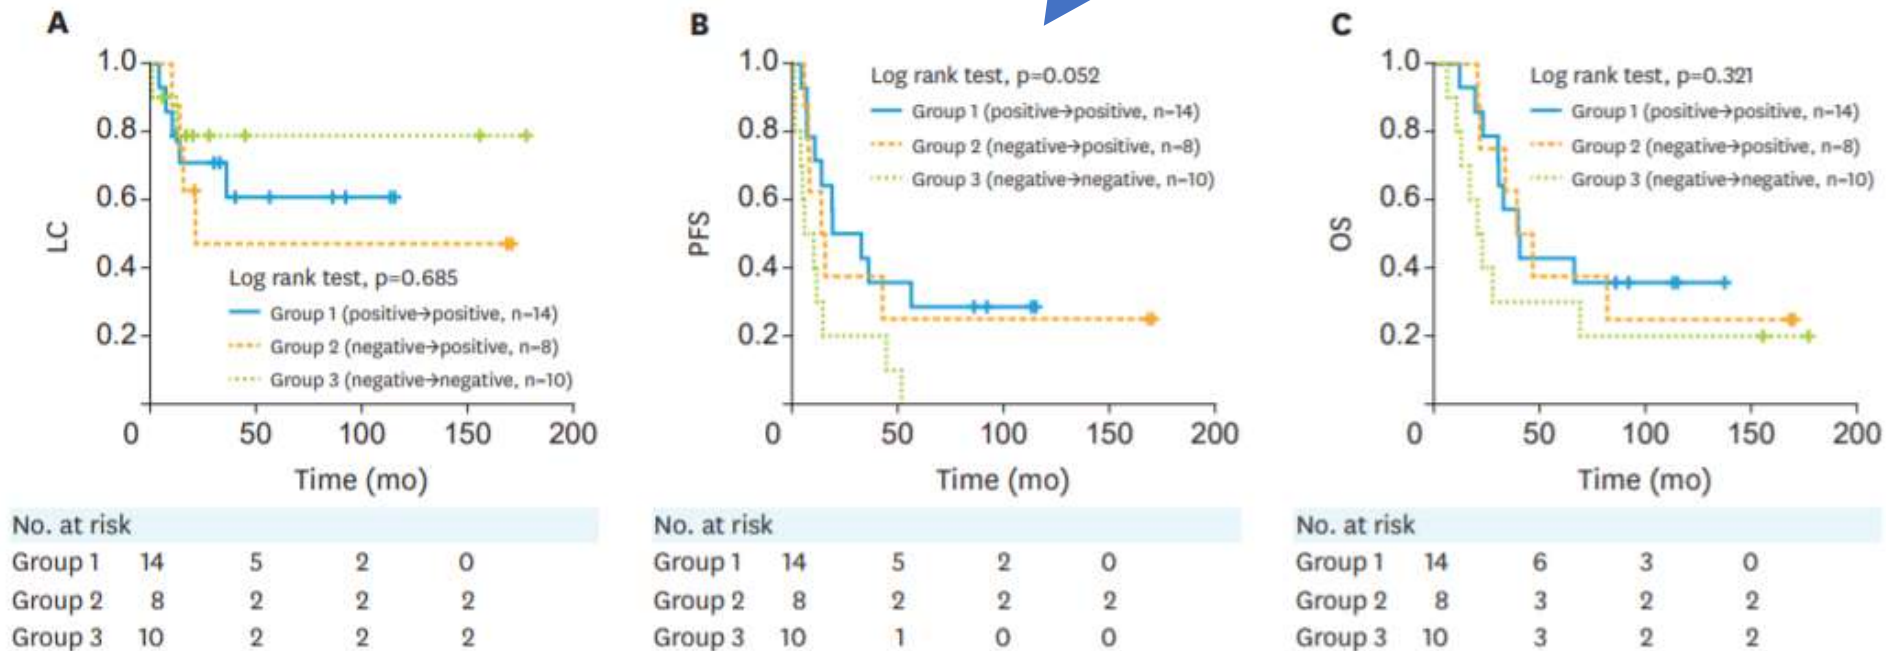 A
1.0
0.8
0.6
0.4
0.2
LC
Log rank test, p=0.685
Group 1 (positive→positive, n−14)
Group 2 (negative→positive, n−8)
Group 3 (negative→negative, n−10)
0 50 100 150 200
Time (mo)
No. at risk
Group 1 14 5 2 0
Group 2 8 2 2 2
Group 3 10 2 2 2
B
1.0
0.8
0.6
0.4
0.2
PFS
Log rank test, p=0.052
Group 1 (positive→positive, n−14)
Group 2 (negative→positive, n−8)
Group 3 (negative→negative, n−10)
0 50 100 150 200
Time (mo)
No. at risk
Group 1 14 5 2 0
Group 2 8 2 2 2
Group 3 10 1 0 0
C
1.0
0.8
0.6
0.4
0.2
OS
Log rank test, p=0.321
Group 1 (positive→positive, n−14)
Group 2 (negative→positive, n−8)
Group 3 (negative→negative, n−10)
0 50 100 150 200
Time (mo)
No. at risk
Group 1 14 6 3 0
Group 2 8 3 2 2
Group 3 10 3 2 2